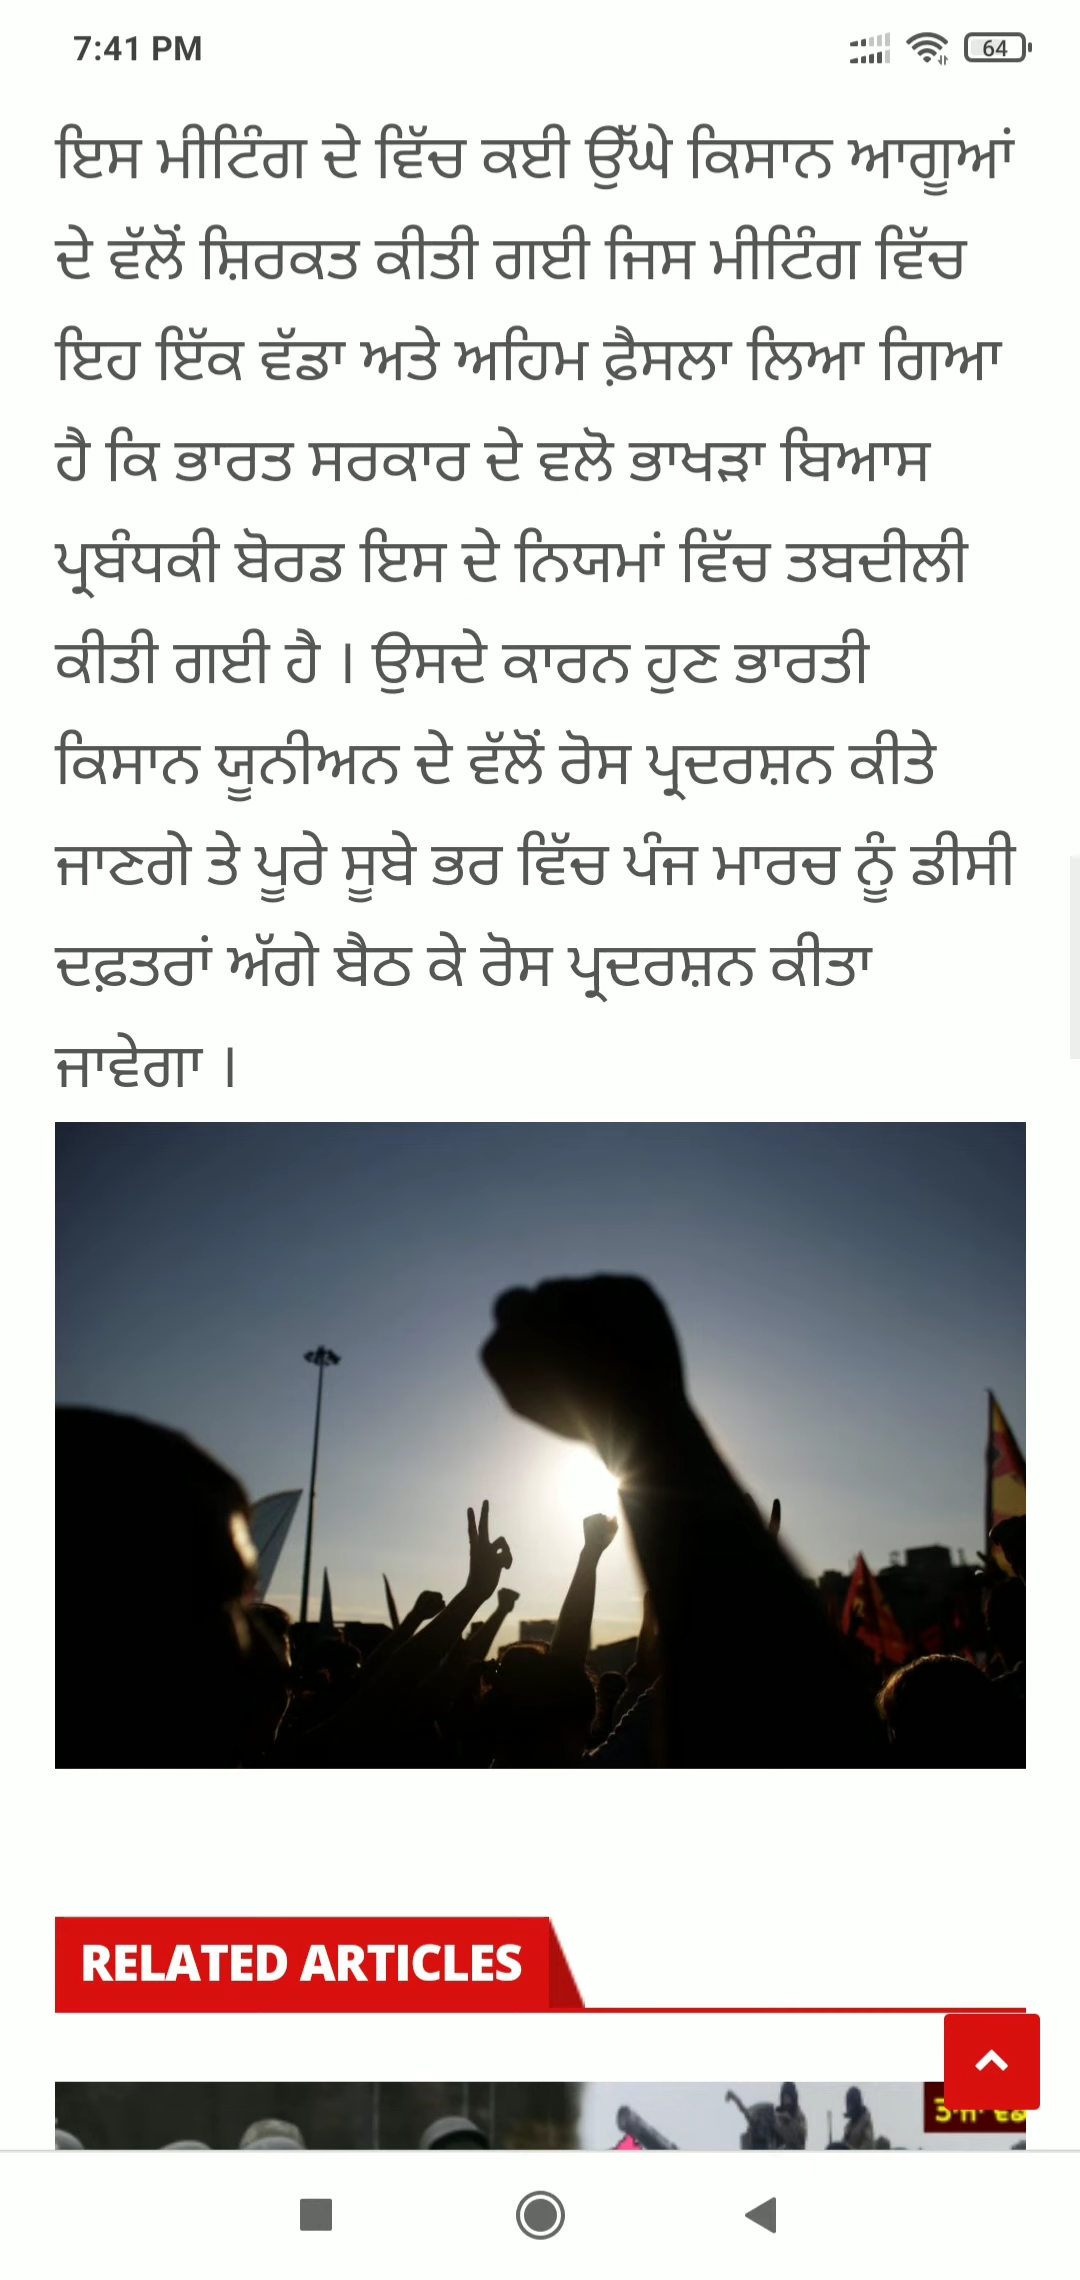 7:41 PM
64
ਇਸ ਮੀਟਿੰਗ ਦੇ ਵਿੱਚ ਕਈ ਉੱਘੇ ਕਿਸਾਨ ਆਗੂਆਂ
ਦੇ ਵੱਲੋਂ ਸ਼ਿਰਕਤ ਕੀਤੀ ਗਈ ਜਿਸ ਮੀਟਿੰਗ ਵਿੱਚ
ਇਹ ਇੱਕ ਵੱਡਾ ਅਤੇ ਅਹਿਮ ਫ਼ੈਸਲਾ ਲਿਆ ਗਿਆ
ਹੈ ਕਿ ਭਾਰਤ ਸਰਕਾਰ ਦੇ ਵਲੋ ਭਾਖੜਾ ਬਿਆਸ
ਪ੍ਰਬੰਧਕੀ ਬੋਰਡ ਇਸ ਦੇ ਨਿਯਮਾਂ ਵਿੱਚ ਤਬਦੀਲੀ
ਕੀਤੀ ਗਈ ਹੈ । ਉਸਦੇ ਕਾਰਨ ਹੁਣ ਭਾਰਤੀ
ਕਿਸਾਨ ਯੂਨੀਅਨ ਦੇ ਵੱਲੋਂ ਰੋਸ ਪ੍ਰਦਰਸ਼ਨ ਕੀਤੇ
ਜਾਣਗੇ ਤੇ ਪੂਰੇ ਸੂਬੇ ਭਰ ਵਿੱਚ ਪੰਜ ਮਾਰਚ ਨੂੰ ਡੀਸੀ
ਦਫ਼ਤਰਾਂ ਅੱਗੇ ਬੈਠ ਕੇ ਰੋਸ ਪ੍ਰਦਰਸ਼ਨ ਕੀਤਾ
ਜਾਵੇਗਾ ।
RELATED ARTICLES